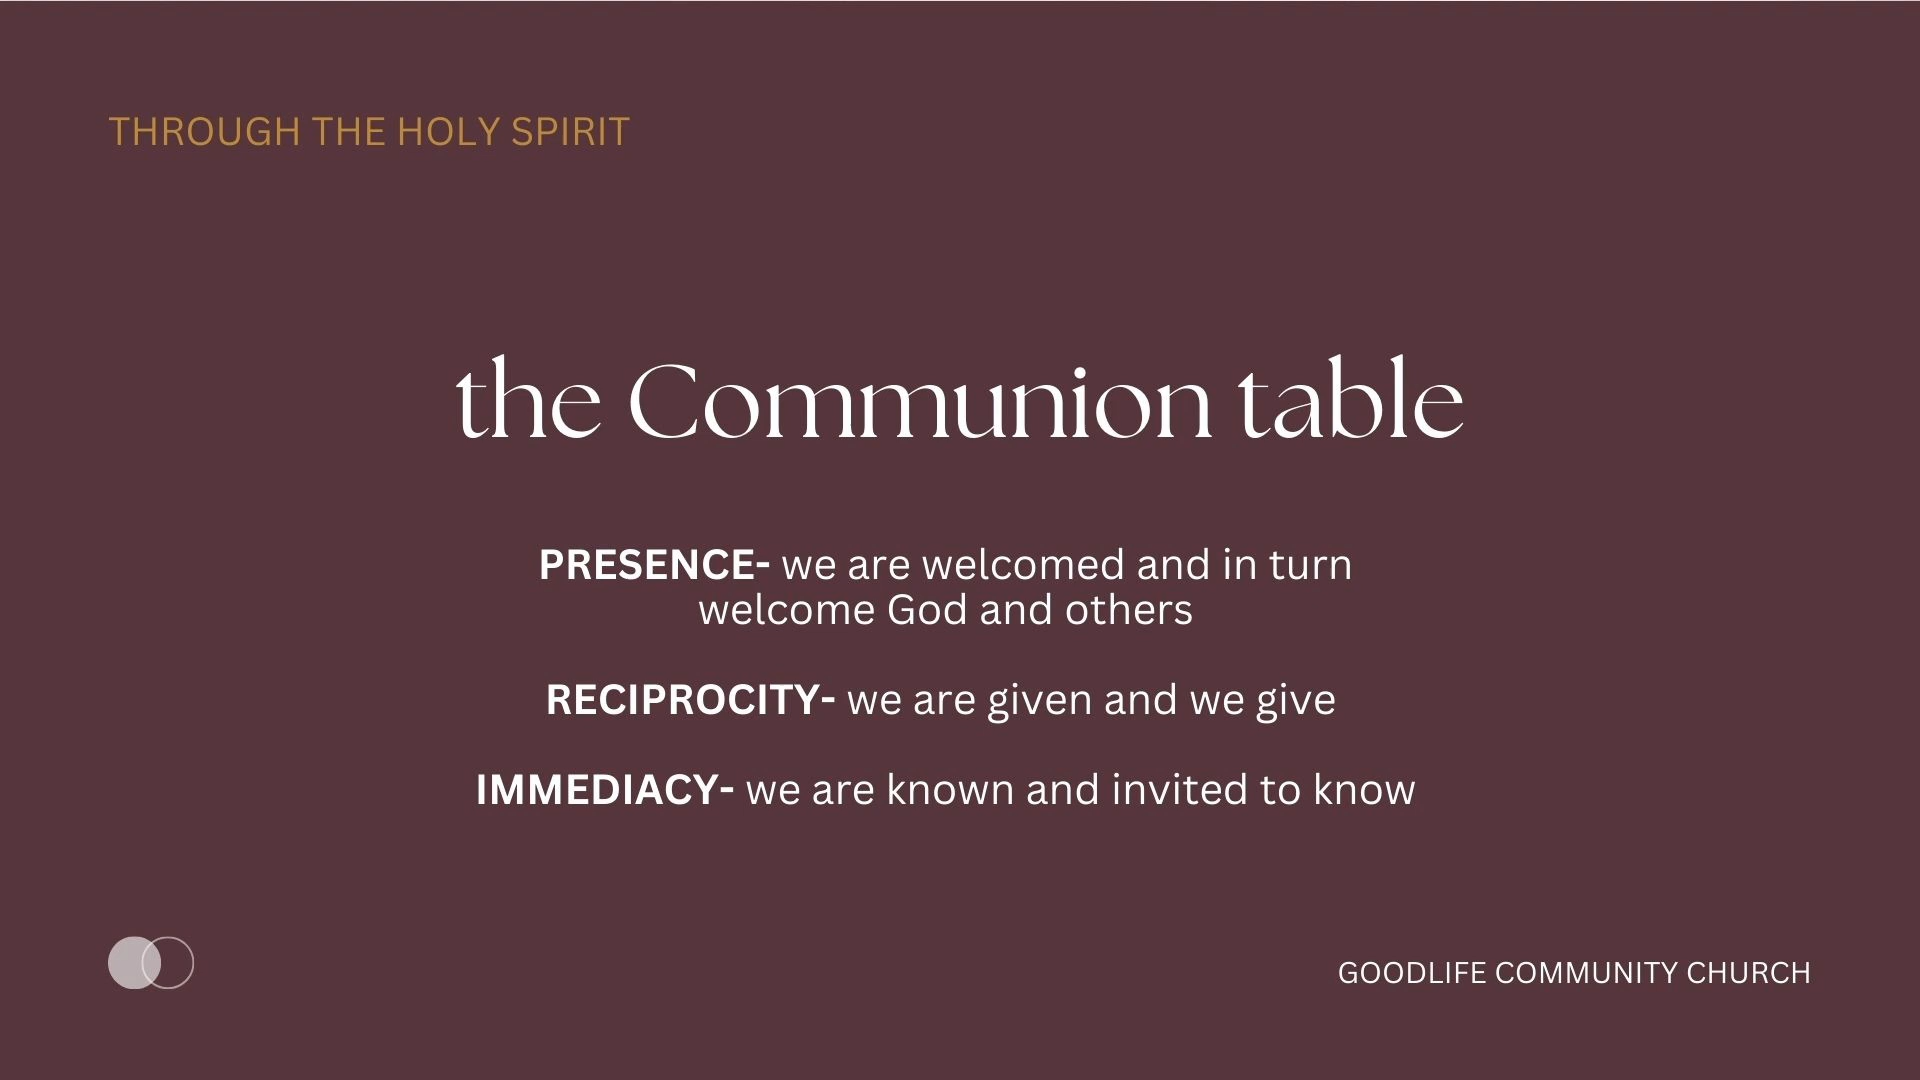 THROUGH THE HOLY SPIRIT
the Communion table
PRESENCE- we are welcomed and in turn
welcome God and others
RECIPROCITY- we are given and we give
IMMEDIACY- we are known and invited to know
GOODLIFE COMMUNITY CHURCH